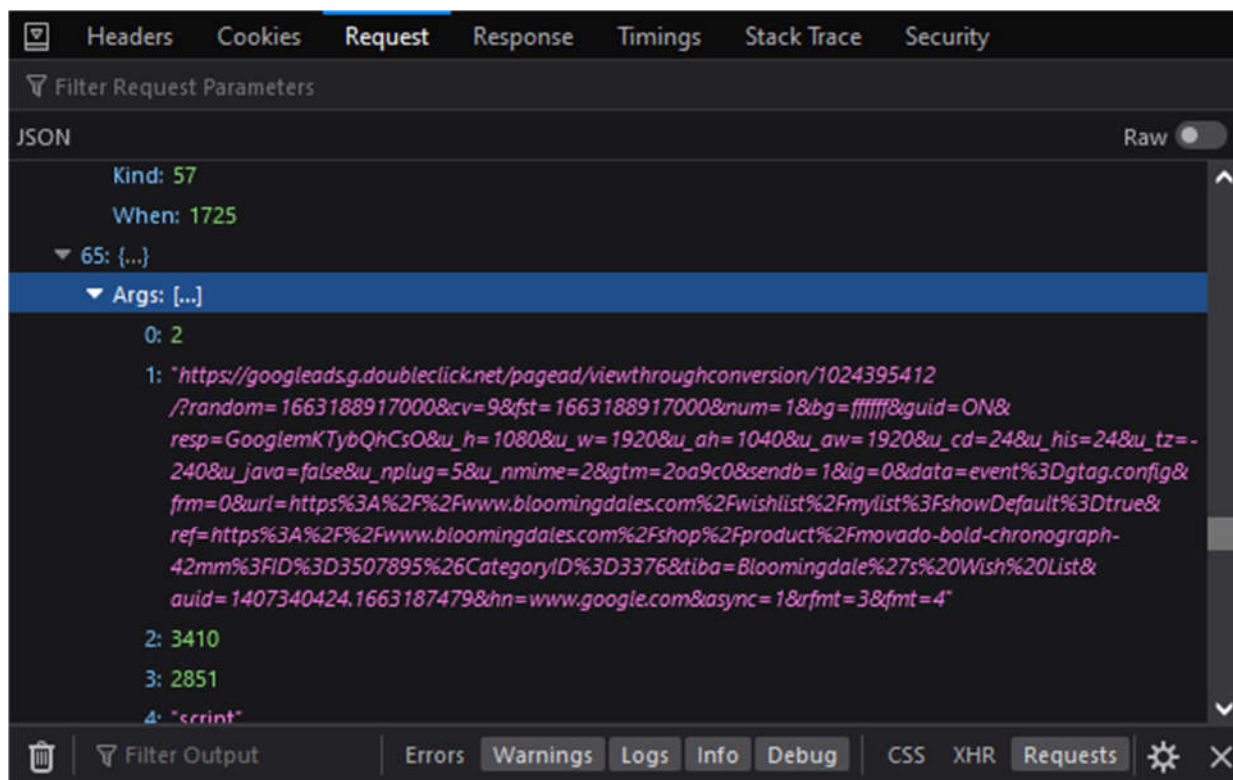 Headers Cookies Request Response Timings Stack Trace Security
Filter Request Parameters
JSON Raw
Kind: 57
When: 1725
65: {...}
Args: [...]
0: 2
1: "https://googleads.g.doubleclick.net/pagead/viewthroughconversion/1024395412
/?random=1663188917000&cv=9&fst=1663188917000&num=1&bg=ffffff&guid=ON&
resp=GooglemKTybQhCsO&u_h=1080&u_w=1920&u_ah=1040&u_aw=1920&u_cd=24&u_his=24&u_tz=-
240&u_java=false&u_nplug=5&u_nmime=2&gtm=2oa9c0&sendb=1&ig=0&data=event%3Dgtag.config&
frm=0&url=https%3A%2F%2Fwww.bloomingdales.com%2Fwishlist%2Fmylist%3FshowDefault%3Dtrue&
ref=https%3A%2F%2Fwww.bloomingdales.com%2Fshop%2Fproduct%2Fmovado-bold-chronograph-
42mm%3FID%3D3507895%26CategoryID%3D3376&tiba=Bloomingdale%27s%20Wish%20List&
auid=1407340424.1663187479&hn=www.google.com&async=1&rfmt=3&fmt=4"
2: 3410
3: 2851
4: "script"
Filter Output Errors Warnings Logs Info Debug CSS XHR Requests